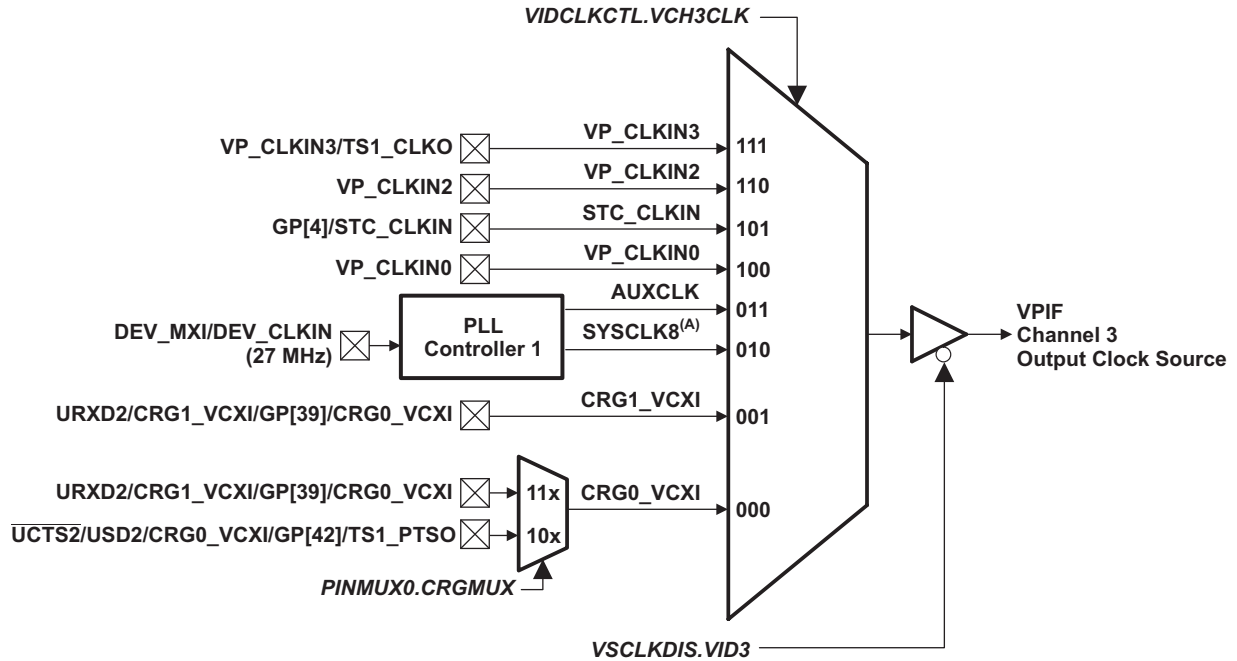 VIDCLKCTL.VCH3CLK
VP_CLKIN3/TS1_CLKO
VP_CLKIN3
111
VP_CLKIN2
VP_CLKIN2
110
GP[4]/STC_CLKIN
STC_CLKIN
101
VP_CLKIN0
VP_CLKIN0
100
AUXCLK
011
DEV_MXI/DEV_CLKIN
(27 MHz)
PLL
Controller 1
SYSCLK8(A)
010
VPIF
Channel 3
Output Clock Source
URXD2/CRG1_VCXI/GP[39]/CRG0_VCXI
CRG1_VCXI
001
URXD2/CRG1_VCXI/GP[39]/CRG0_VCXI
11x
CRG0_VCXI
000
UCTS2/USD2/CRG0_VCXI/GP[42]/TS1_PTSO
10x
PINMUX0.CRGMUX
VSCLKDIS.VID3